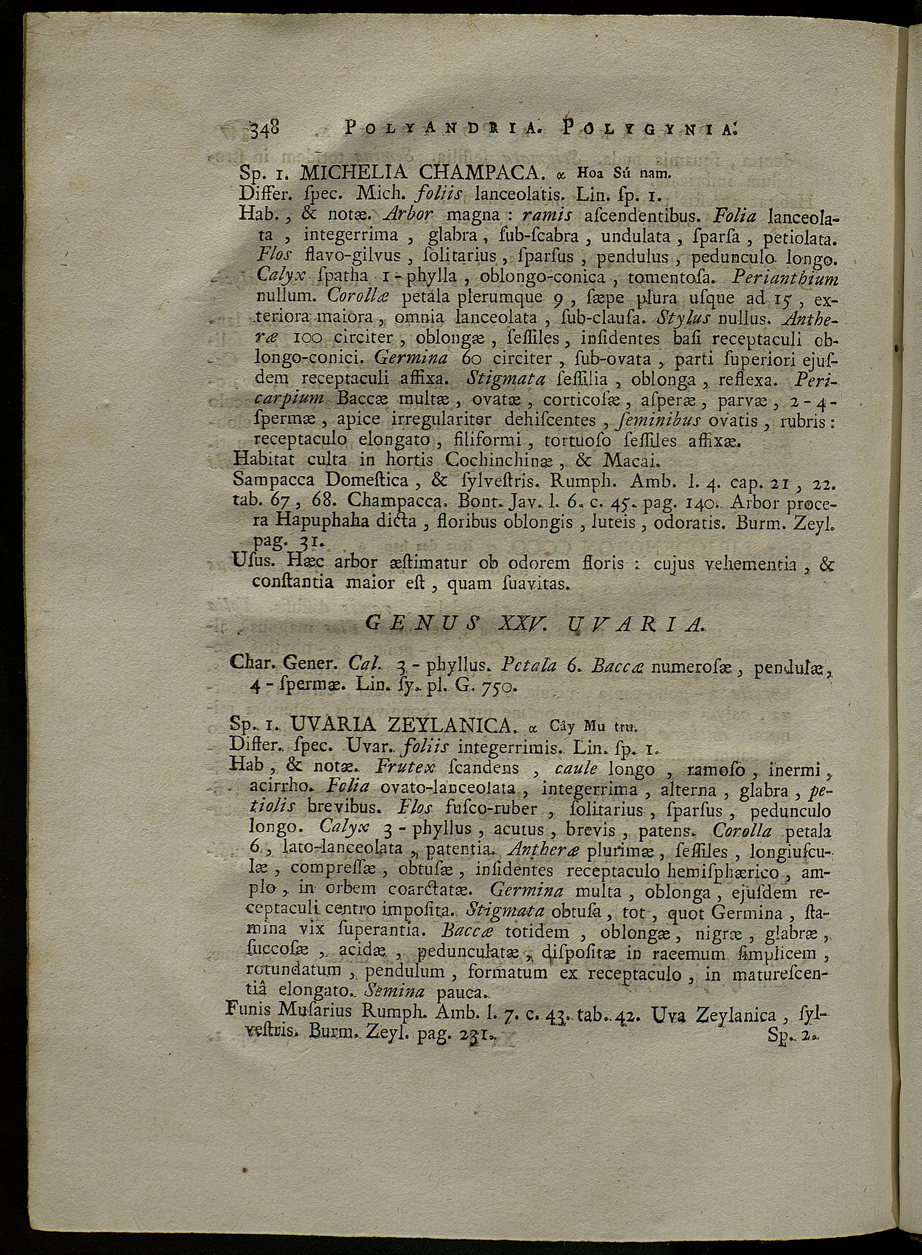 348 POLYANDRIA. POLYGYNIA.
Sp. 1. MICHELIA CHAMPACA. α Hoa Sú nam.
Differ. ſpec. Mich. foliis lanceolatis. Lin. ſp. 1.
Hab., & notæ. Arbor magna : ramis aſcendentibus. Folia lanceola-
ta , integerrima , glabra , ſub-ſcabra , undulata , ſparſa , petiolata.
Flos flavo-gilvus , ſolitarius , ſparſus , pendulus , pedunculo longo.
Calyx ſpatha 1-phylla , oblongo-conica , tomentoſa. Perianthium
nullum. Corollæ petala plerumque 9 , ſæpe plura uſque ad 15 , ex-
teriora maiora , omnia lanceolata , ſub-clauſa. Stylus nullus. Anthe-
ræ 100 circiter , oblongæ , ſeſſiles , inſidentes baſi receptaculi ob-
longo-conici. Germina 60 circiter , ſub-ovata , parti ſuperiori ejuſ-
dem receptaculi affixa. Stigmata ſeſſilia , oblonga , reflexa. Peri-
carpium Baccæ multæ , ovatæ , corticoſæ , aſperæ , parvæ , 2-4-
ſpermæ , apice irregulariter dehiſcentes , ſeminibus ovatis , rubris :
receptaculo elongato , filiformi , tortuoſo ſeſſiles affixæ.
Habitat culta in hortis Cochinchinæ , & Macai.
Sampacca Domeſtica , & ſylveſtris. Rumph. Amb. l. 4. cap. 21 , 22.
tab. 67 , 68. Champacca. Bont. Jav. l. 6. c. 45. pag. 140. Arbor proce-
ra Hapuphaha dicta , floribus oblongis , luteis , odoratis. Burm. Zeyl.
pag. 31.
Uſus. Hæc arbor æſtimatur ob odorem floris : cujus vehementia , &
conſtantia maior eſt , quam ſuavitas.
GENUS XXV. UVARIA.
Char. Gener. Cal. 3-phyllus. Petala 6. Baccæ numeroſæ , pendulæ ,
4-ſpermæ. Lin. ſy. pl. G. 750.
Sp. 1. UVARIA ZEYLANICA. α Cây Mu tru.
Differ. ſpec. Uvar. foliis integerrimis. Lin. ſp. 1.
Hab , & notæ. Frutex ſcandens , caule longo , ramoſo , inermi ,
acirrho. Folia ovato-lanceolata , integerrima , alterna , glabra , pe-
tiolis brevibus. Flos fuſco-ruber , ſolitarius , ſparſus , pedunculo
longo. Calyx 3-phyllus , acutus , brevis , patens. Corolla petala
6 , lato-lanceolata , patentia. Antheræ plurimæ , ſeſſiles , longiuſcu-
læ , compreſſæ , obtuſæ , inſidentes receptaculo hemiſphærico , am-
plo , in orbem coarctatæ. Germina multa , oblonga , ejuſdem re-
ceptaculi centro impoſita. Stigmata obtuſa , tot , quot Germina , ſta-
mina vix ſuperantia. Baccæ totidem , oblongæ , nigræ , glabræ ,
ſuccoſæ , acidæ , pedunculatæ , diſpoſitæ in racemum ſimplicem ,
rotundatum , pendulum , formatum ex receptaculo , in matureſcen-
tiâ elongato. Semina pauca.
Funis Muſarius Rumph. Amb. l. 7. c. 43. tab. 42. Uva Zeylanica , ſyl-
veſtris. Burm. Zeyl. pag. 231.
Sp. 2.